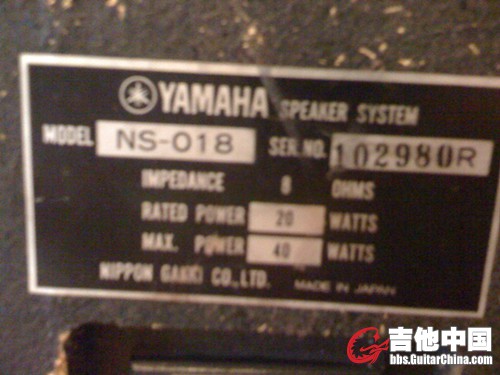 YAMAHA SPEAKER SYSTEM
MODEL NS-018 SER. NO. 102980R
IMPEDANCE 8 OHMS
RATED POWER 20 WATTS
MAX. POWER 40 WATTS
NIPPON GAKKI CO., LTD. MADE IN JAPAN
吉他中国
bbs.GuitarChina.com